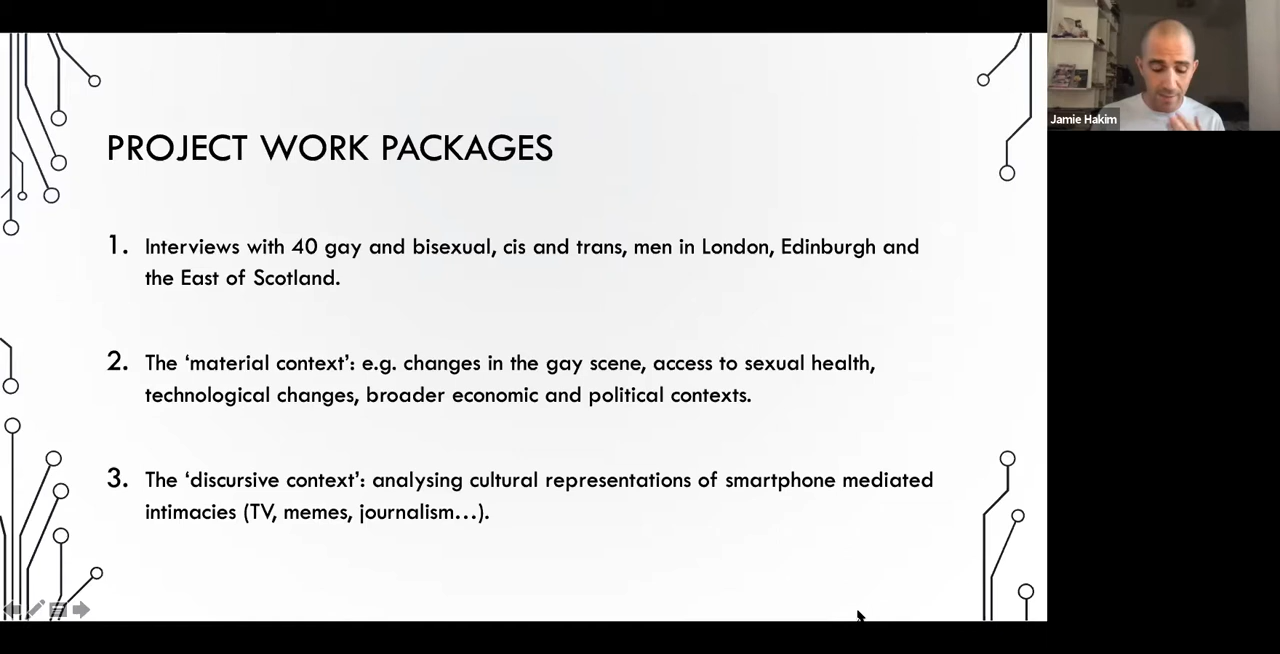 PROJECT WORK PACKAGES
1. Interviews with 40 gay and bisexual, cis and trans, men in London, Edinburgh and
the East of Scotland.
2. The ‘material context’: e.g. changes in the gay scene, access to sexual health,
technological changes, broader economic and political contexts.
3. The ‘discursive context’: analysing cultural representations of smartphone mediated
intimacies (TV, memes, journalism…).
Jamie Hakim